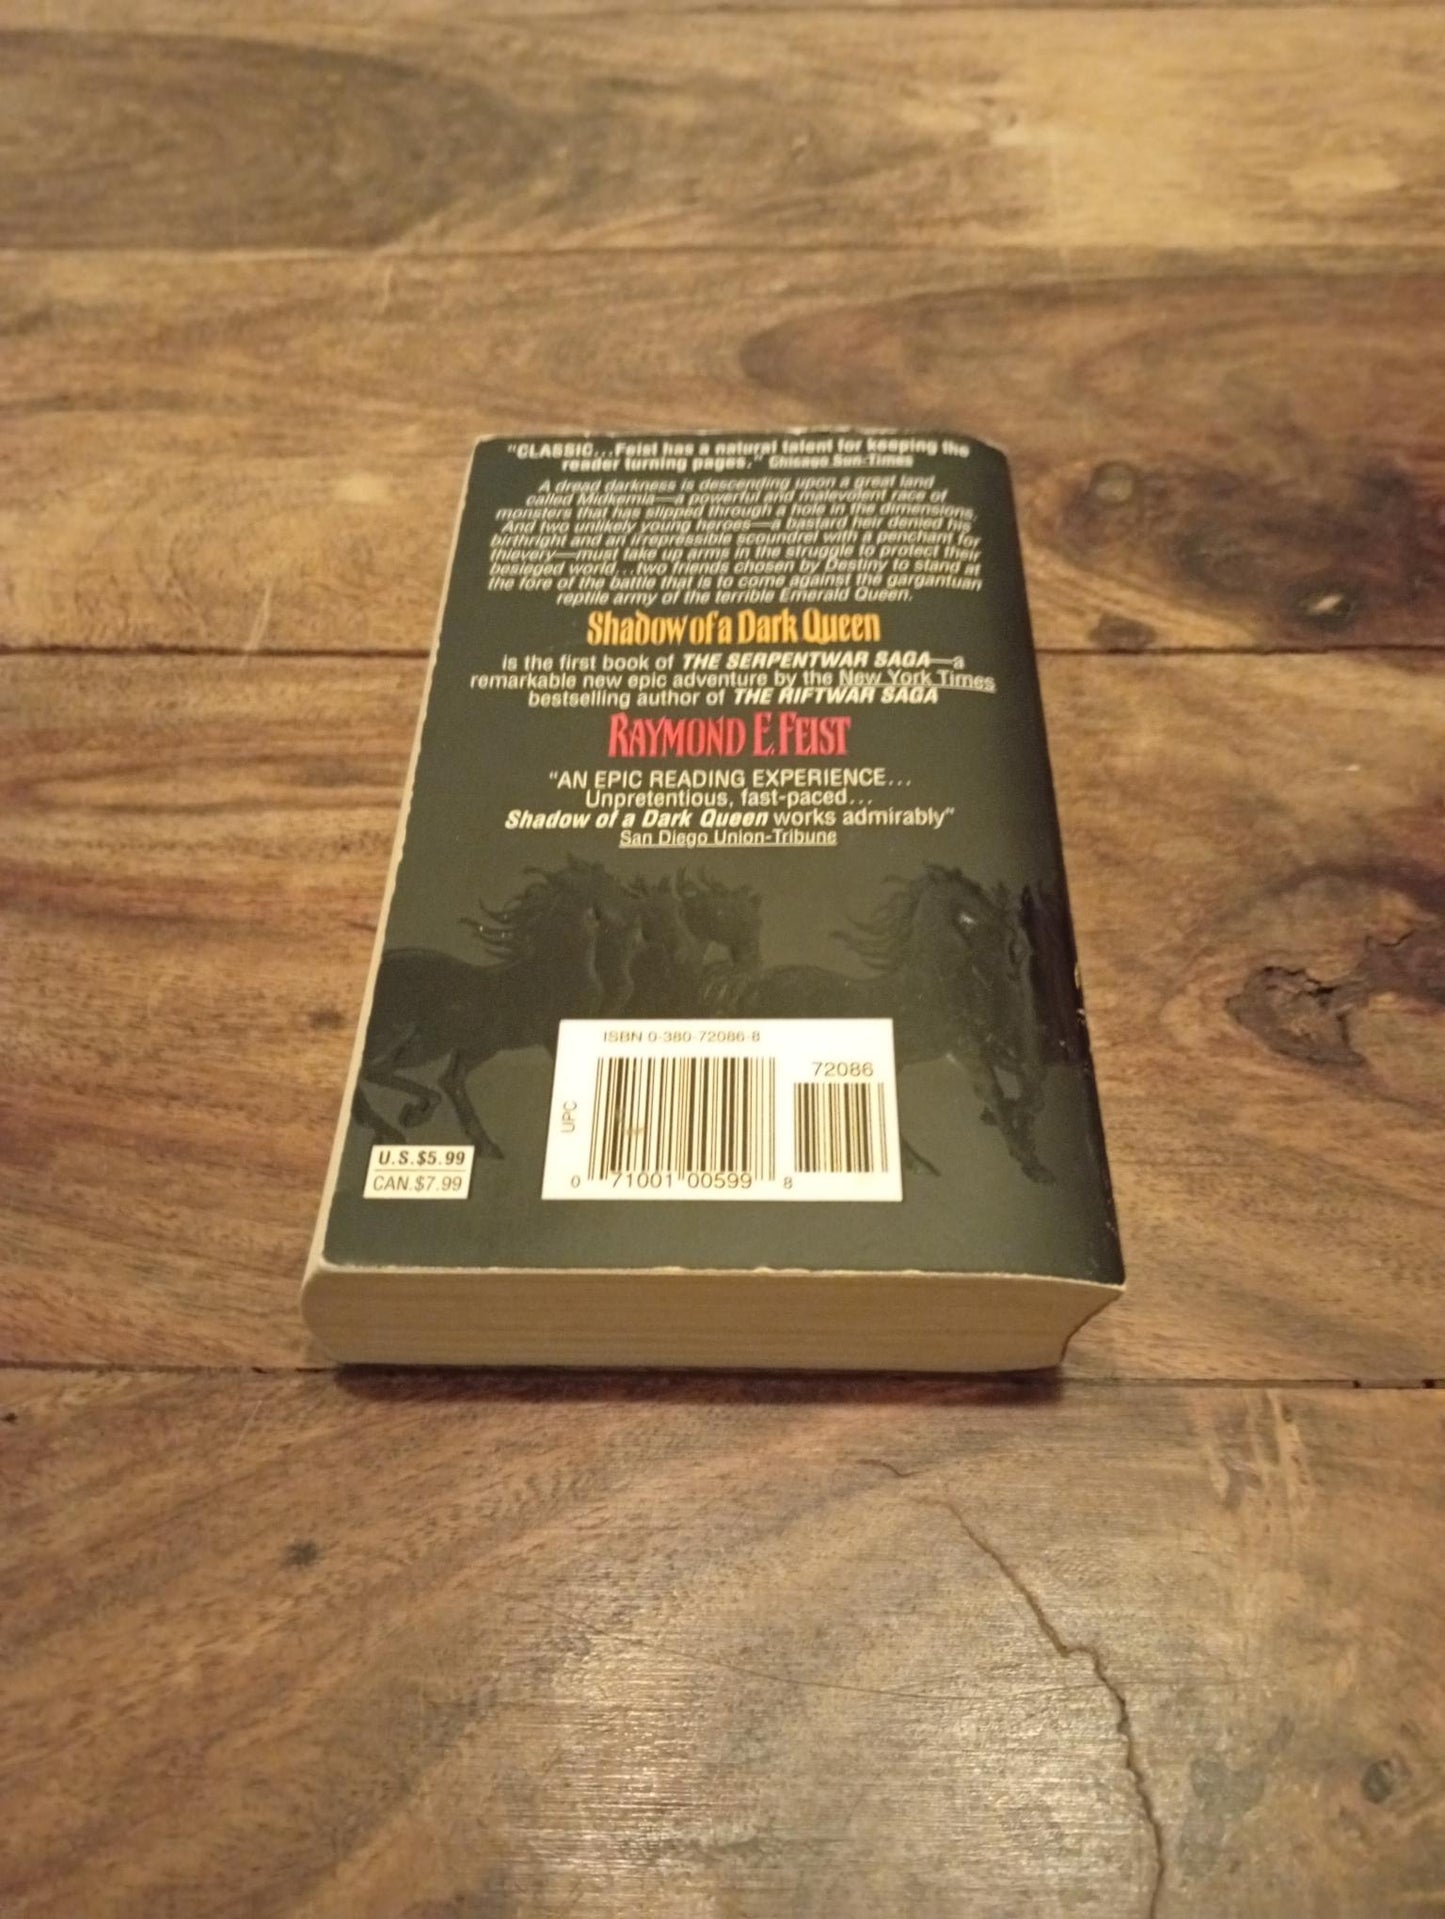 "CLASSIC...Feist has a natural talent for keeping the
reader turning pages." Chicago Sun-Times
A dread darkness is descending upon a great land
called Midkemia—a powerful and malevolent race of
monsters that has slipped through a hole in the dimensions.
And two unlikely young heroes—a bastard heir denied his
birthright and an irrepressible scoundrel with a penchant for
thievery—must take up arms in the struggle to protect their
besieged world...two friends chosen by Destiny to stand at
the fore of the battle that is to come against the gargantuan
reptile army of the terrible Emerald Queen.
Shadow of a Dark Queen
is the first book of THE SERPENTWAR SAGA—a
remarkable new epic adventure by the New York Times
bestselling author of THE RIFTWAR SAGA
RAYMOND E. FEIST
"AN EPIC READING EXPERIENCE...
Unpretentious, fast-paced...
Shadow of a Dark Queen works admirably"
San Diego Union-Tribune
ISBN 0-380-72086-8
72086
UPC
0 71001 00599 8
U.S.$5.99
CAN.$7.99